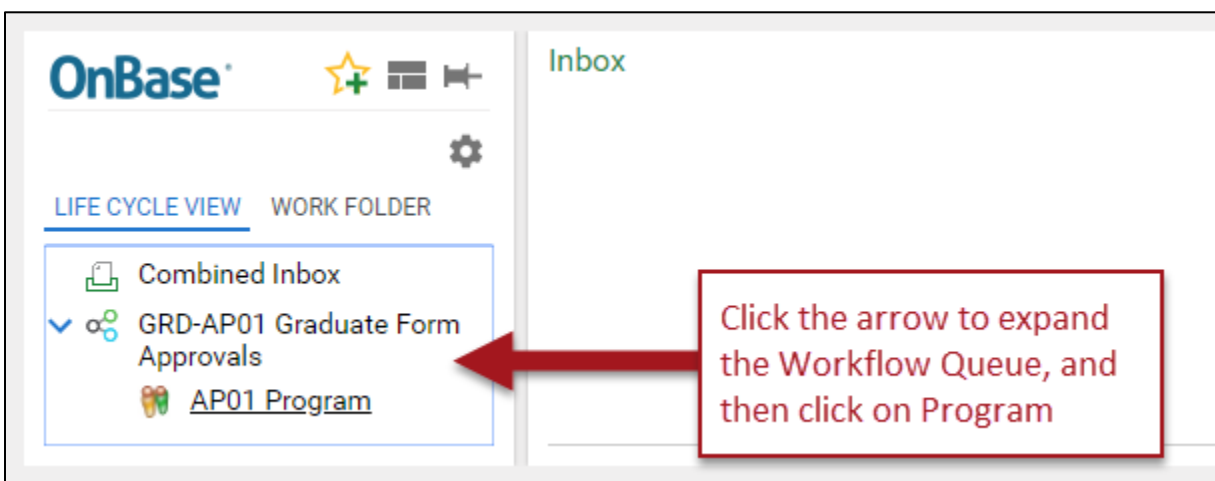 OnBase
Inbox
LIFE CYCLE VIEW WORK FOLDER
Combined Inbox
GRD-AP01 Graduate Form
Approvals
AP01 Program
Click the arrow to expand
the Workflow Queue, and
then click on Program